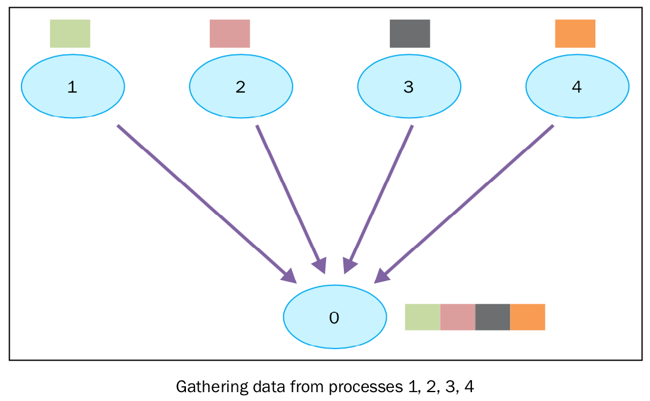 1 2 3 4
0
Gathering data from processes 1, 2, 3, 4